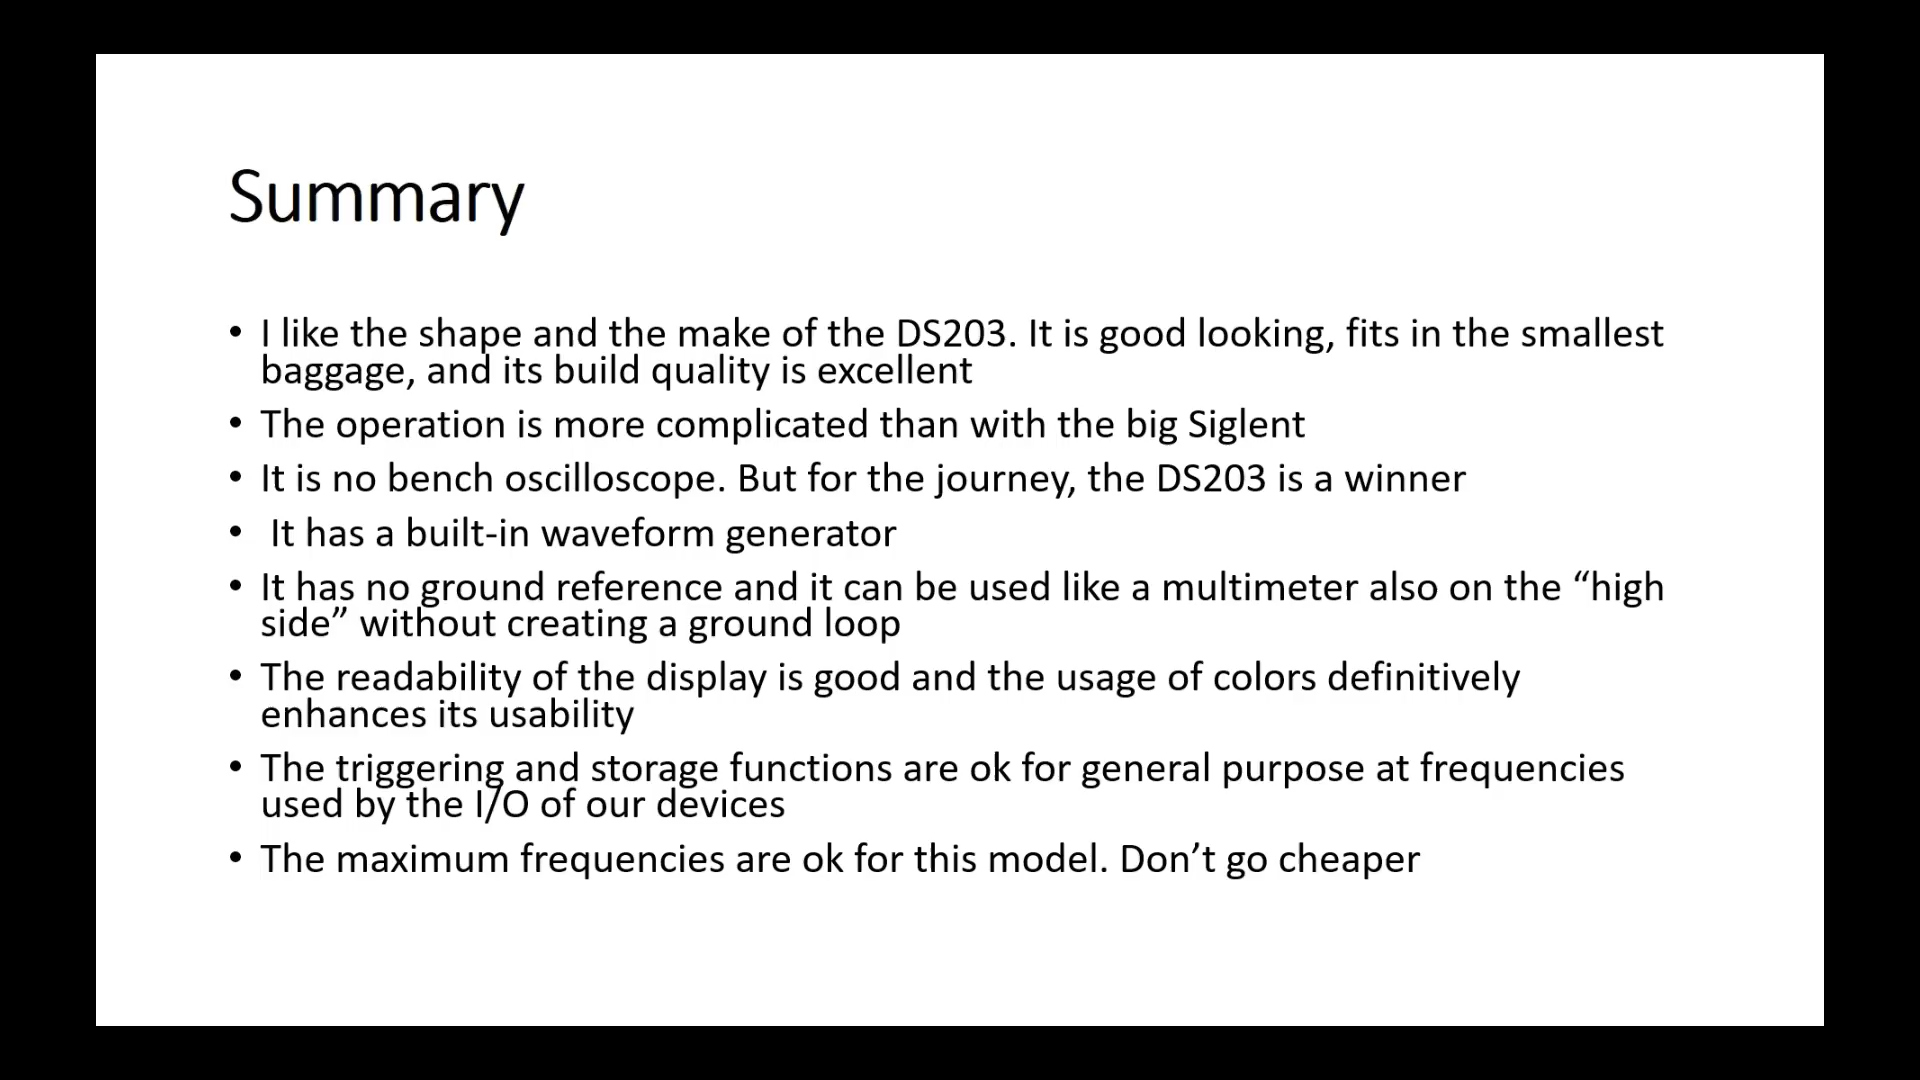 Summary
• I like the shape and the make of the DS203. It is good looking, fits in the smallest
baggage, and its build quality is excellent
• The operation is more complicated than with the big Siglent
• It is no bench oscilloscope. But for the journey, the DS203 is a winner
• It has a built-in waveform generator
• It has no ground reference and it can be used like a multimeter also on the “high
side” without creating a ground loop
• The readability of the display is good and the usage of colors definitively
enhances its usability
• The triggering and storage functions are ok for general purpose at frequencies
used by the I/O of our devices
• The maximum frequencies are ok for this model. Don’t go cheaper